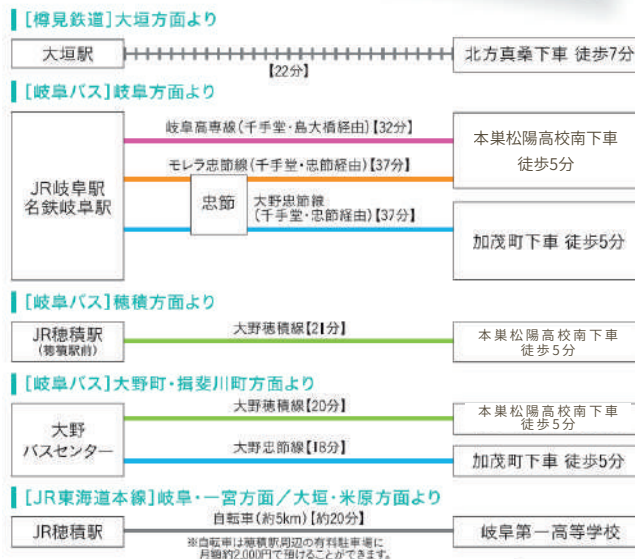 [樽見鉄道]大垣方面より
大垣駅
【22分】
北方真桑下車 徒歩7分
[岐阜バス]岐阜方面より
JR岐阜駅
名鉄岐阜駅
岐阜高専線(千手堂・島大橋経由)【32分】
モレラ忠節線(千手堂・忠節経由)【37分】
本巣松陽高校南下車
徒歩5分
忠節
大野忠節線
(千手堂・忠節経由)【37分】
加茂町下車 徒歩5分
[岐阜バス]穂積方面より
JR穂積駅
(穂積駅前)
大野穂積線【21分】
本巣松陽高校南下車
徒歩5分
[岐阜バス]大野町・揖斐川町方面より
大野
バスセンター
大野穂積線【20分】
本巣松陽高校南下車
徒歩5分
大野忠節線【18分】
加茂町下車 徒歩5分
[JR東海道本線]岐阜・一宮方面／大垣・米原方面より
JR穂積駅
自転車(約5km)【約20分】
※自転車は穂積駅周辺の有料駐車場に
月額約2,000円で預けることができます。
岐阜第一高等学校